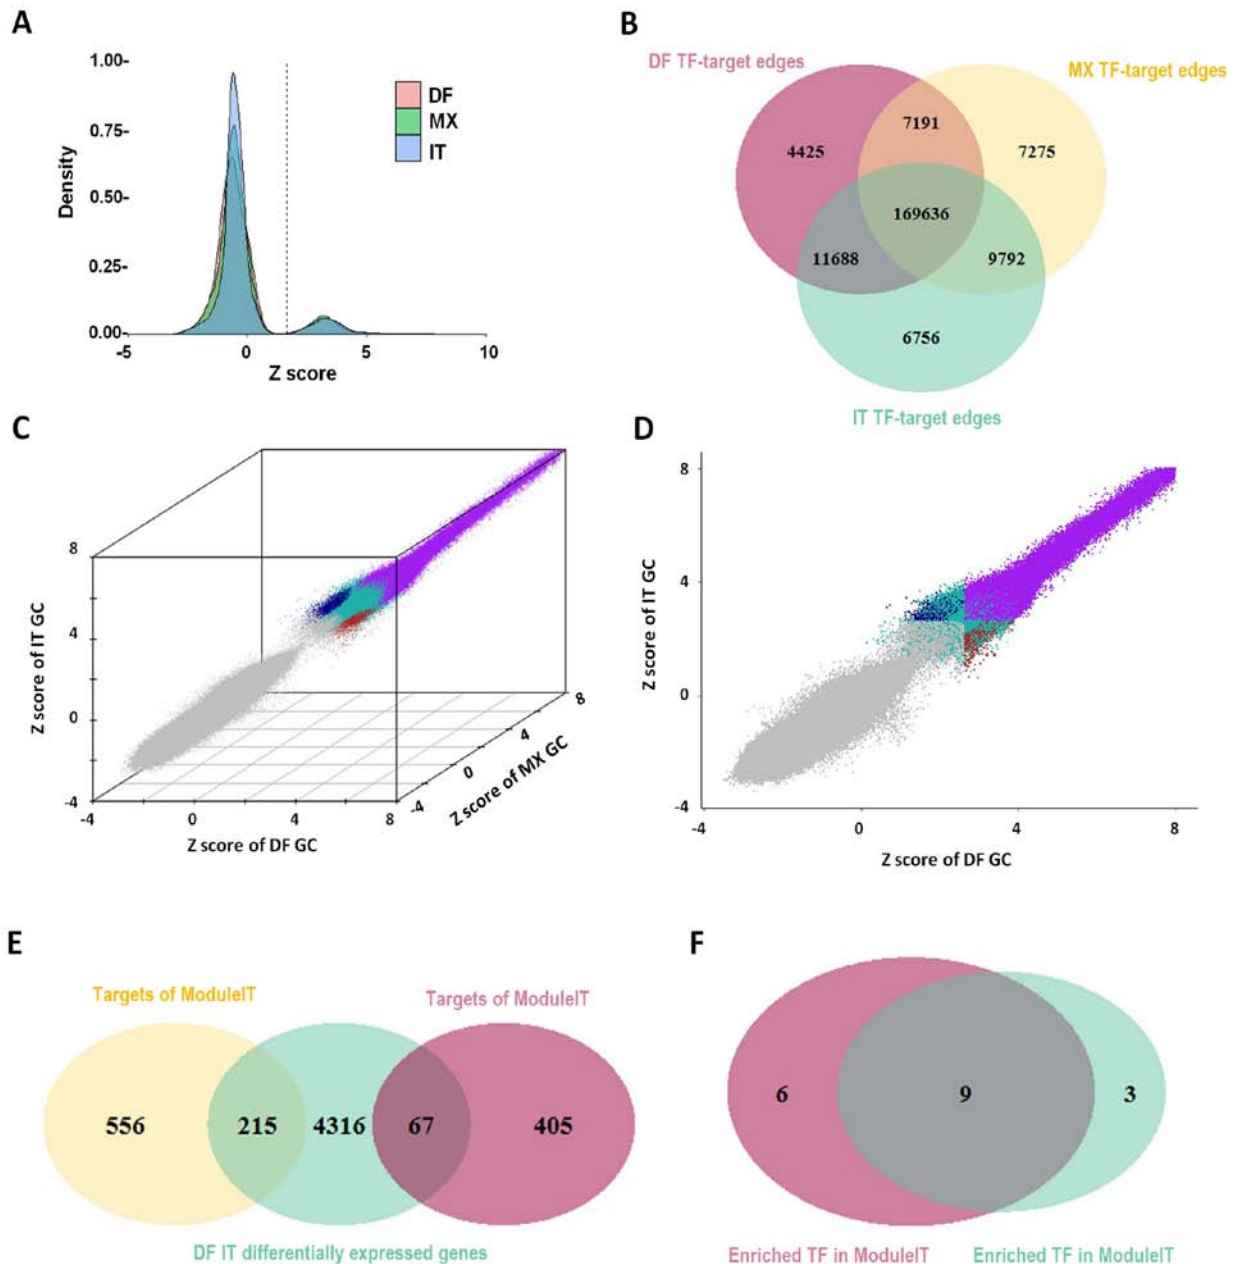 A
1.00-
0.75-
0.50-
0.25-
0.00-
-5
0
5
10
Density
Z score
DF
MX
IT
B
DF TF-target edges
MX TF-target edges
7191
4425
7275
169636
11688
9792
6756
IT TF-target edges
C
8
4
0
-4
Z score of IT GC
-4
0
4
8
Z score of DF GC
-4
0
4
8
Z score of MX GC
D
8
4
0
-4
Z score of IT GC
-4
0
4
8
Z score of DF GC
E
Targets of ModuleIT
Targets of ModuleIT
556
215
4316
67
405
DF IT differentially expressed genes
F
6
9
3
Enriched TF in ModuleIT
Enriched TF in ModuleIT